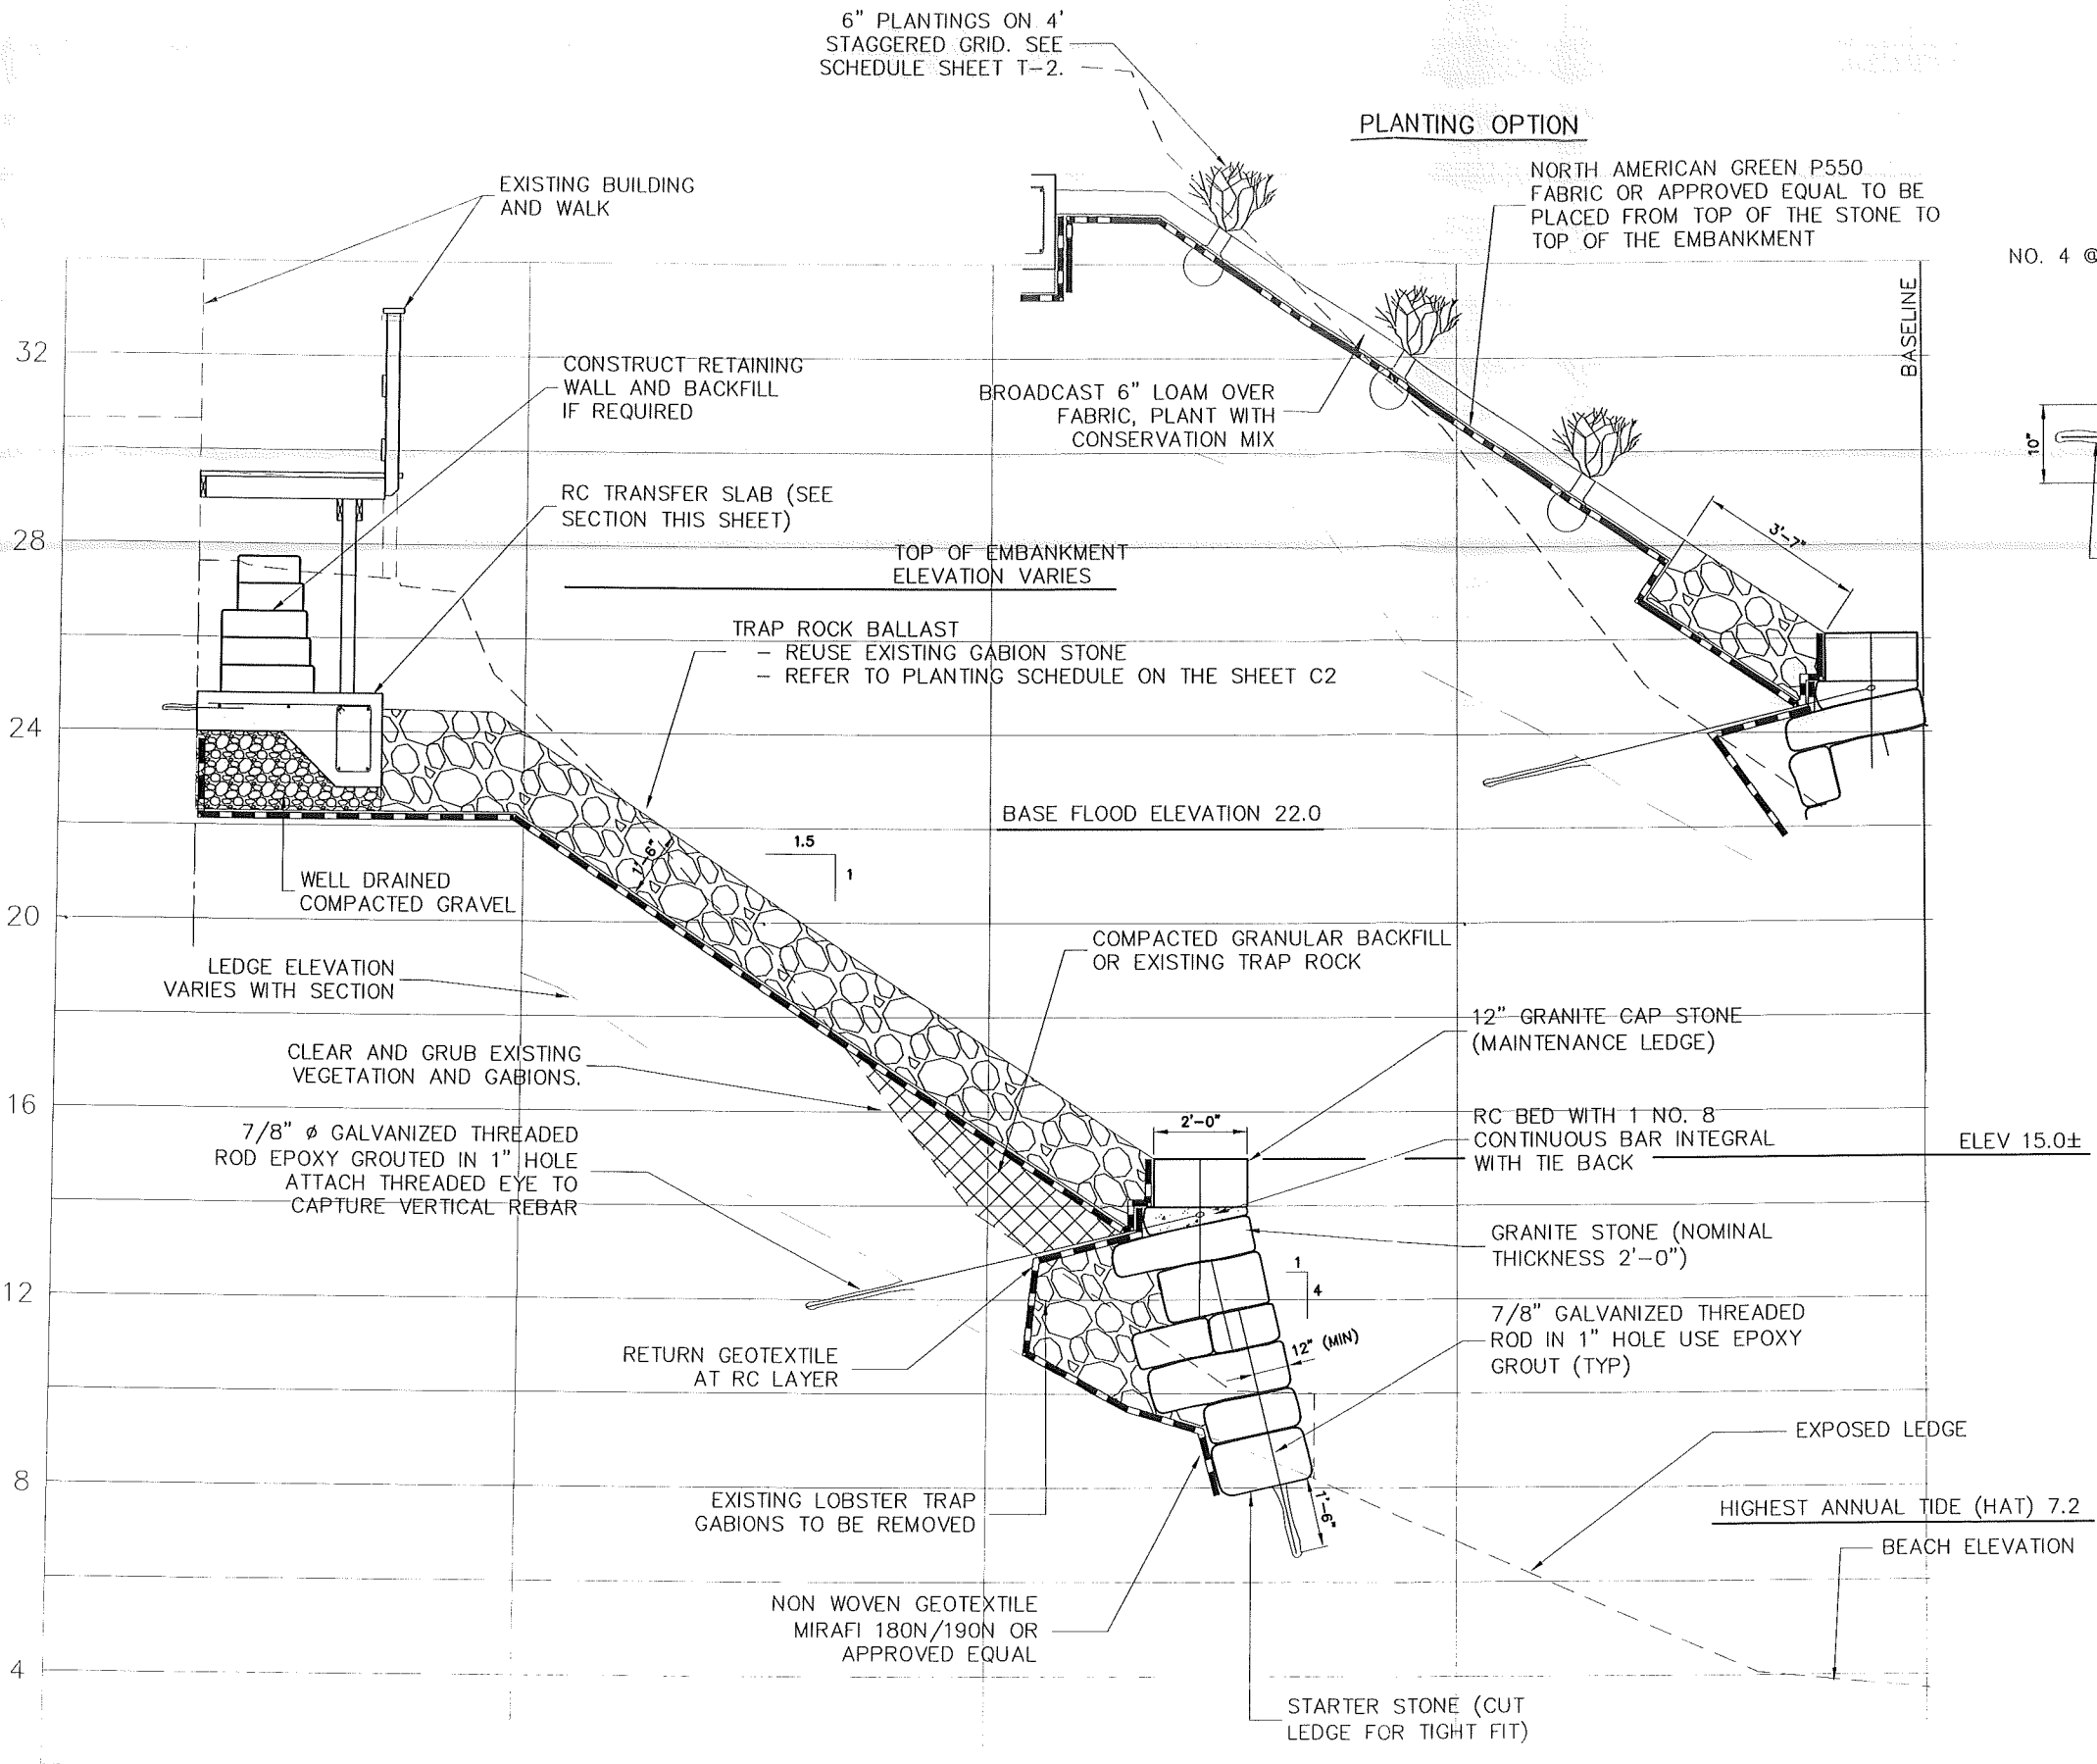 6" PLANTINGS ON 4'
STAGGERED GRID. SEE
SCHEDULE SHEET T-2.
PLANTING OPTION
NORTH AMERICAN GREEN P550
FABRIC OR APPROVED EQUAL TO BE
PLACED FROM TOP OF THE STONE TO
TOP OF THE EMBANKMENT
NO. 4 @
BASELINE
EXISTING BUILDING
AND WALK
32
CONSTRUCT RETAINING
WALL AND BACKFILL
IF REQUIRED
BROADCAST 6" LOAM OVER
FABRIC, PLANT WITH
CONSERVATION MIX
10"
RC TRANSFER SLAB (SEE
SECTION THIS SHEET)
3'-7"
28
TOP OF EMBANKMENT
ELEVATION VARIES
TRAP ROCK BALLAST
- REUSE EXISTING GABION STONE
- REFER TO PLANTING SCHEDULE ON THE SHEET C2
24
BASE FLOOD ELEVATION 22.0
1.5
1
1'-6"
WELL DRAINED
COMPACTED GRAVEL
20
COMPACTED GRANULAR BACKFILL
OR EXISTING TRAP ROCK
LEDGE ELEVATION
VARIES WITH SECTION
12" GRANITE CAP STONE
(MAINTENANCE LEDGE)
CLEAR AND GRUB EXISTING
VEGETATION AND GABIONS.
16
2'-0"
RC BED WITH 1 NO. 8
CONTINUOUS BAR INTEGRAL
WITH TIE BACK
ELEV 15.0±
7/8" ø GALVANIZED THREADED
ROD EPOXY GROUTED IN 1" HOLE
ATTACH THREADED EYE TO
CAPTURE VERTICAL REBAR
GRANITE STONE (NOMINAL
THICKNESS 2'-0")
12
1
4
7/8" GALVANIZED THREADED
ROD IN 1" HOLE USE EPOXY
GROUT (TYP)
12" (MIN)
RETURN GEOTEXTILE
AT RC LAYER
EXPOSED LEDGE
8
EXISTING LOBSTER TRAP
GABIONS TO BE REMOVED
1'-6"
HIGHEST ANNUAL TIDE (HAT) 7.2
BEACH ELEVATION
NON WOVEN GEOTEXTILE
MIRAFI 180N/190N OR
APPROVED EQUAL
4
STARTER STONE (CUT
LEDGE FOR TIGHT FIT)